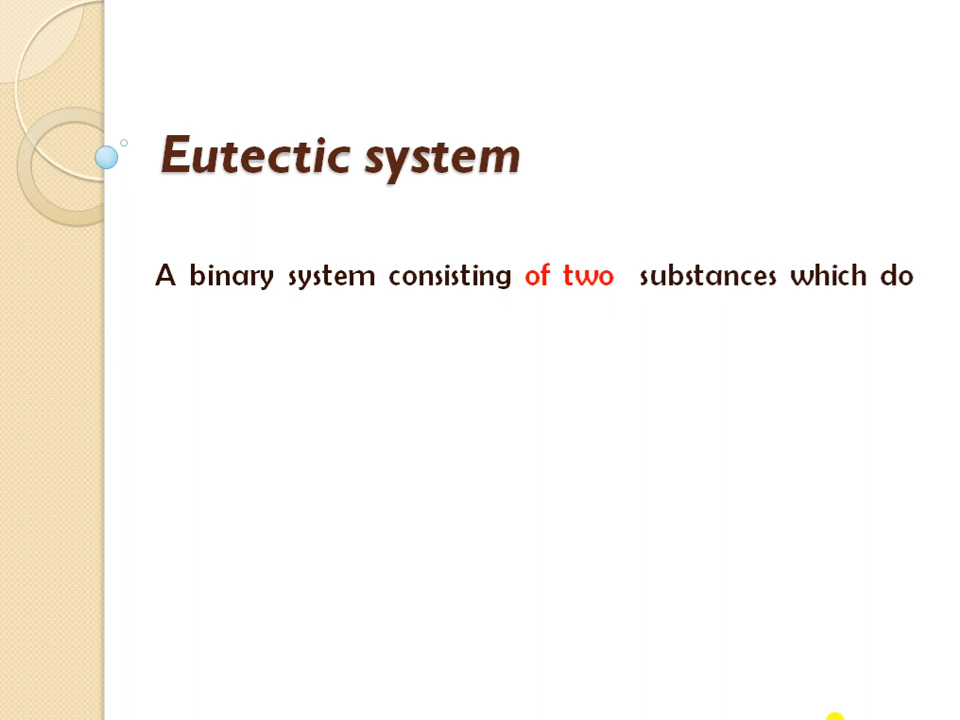 Eutectic system
A binary system consisting of two substances which do